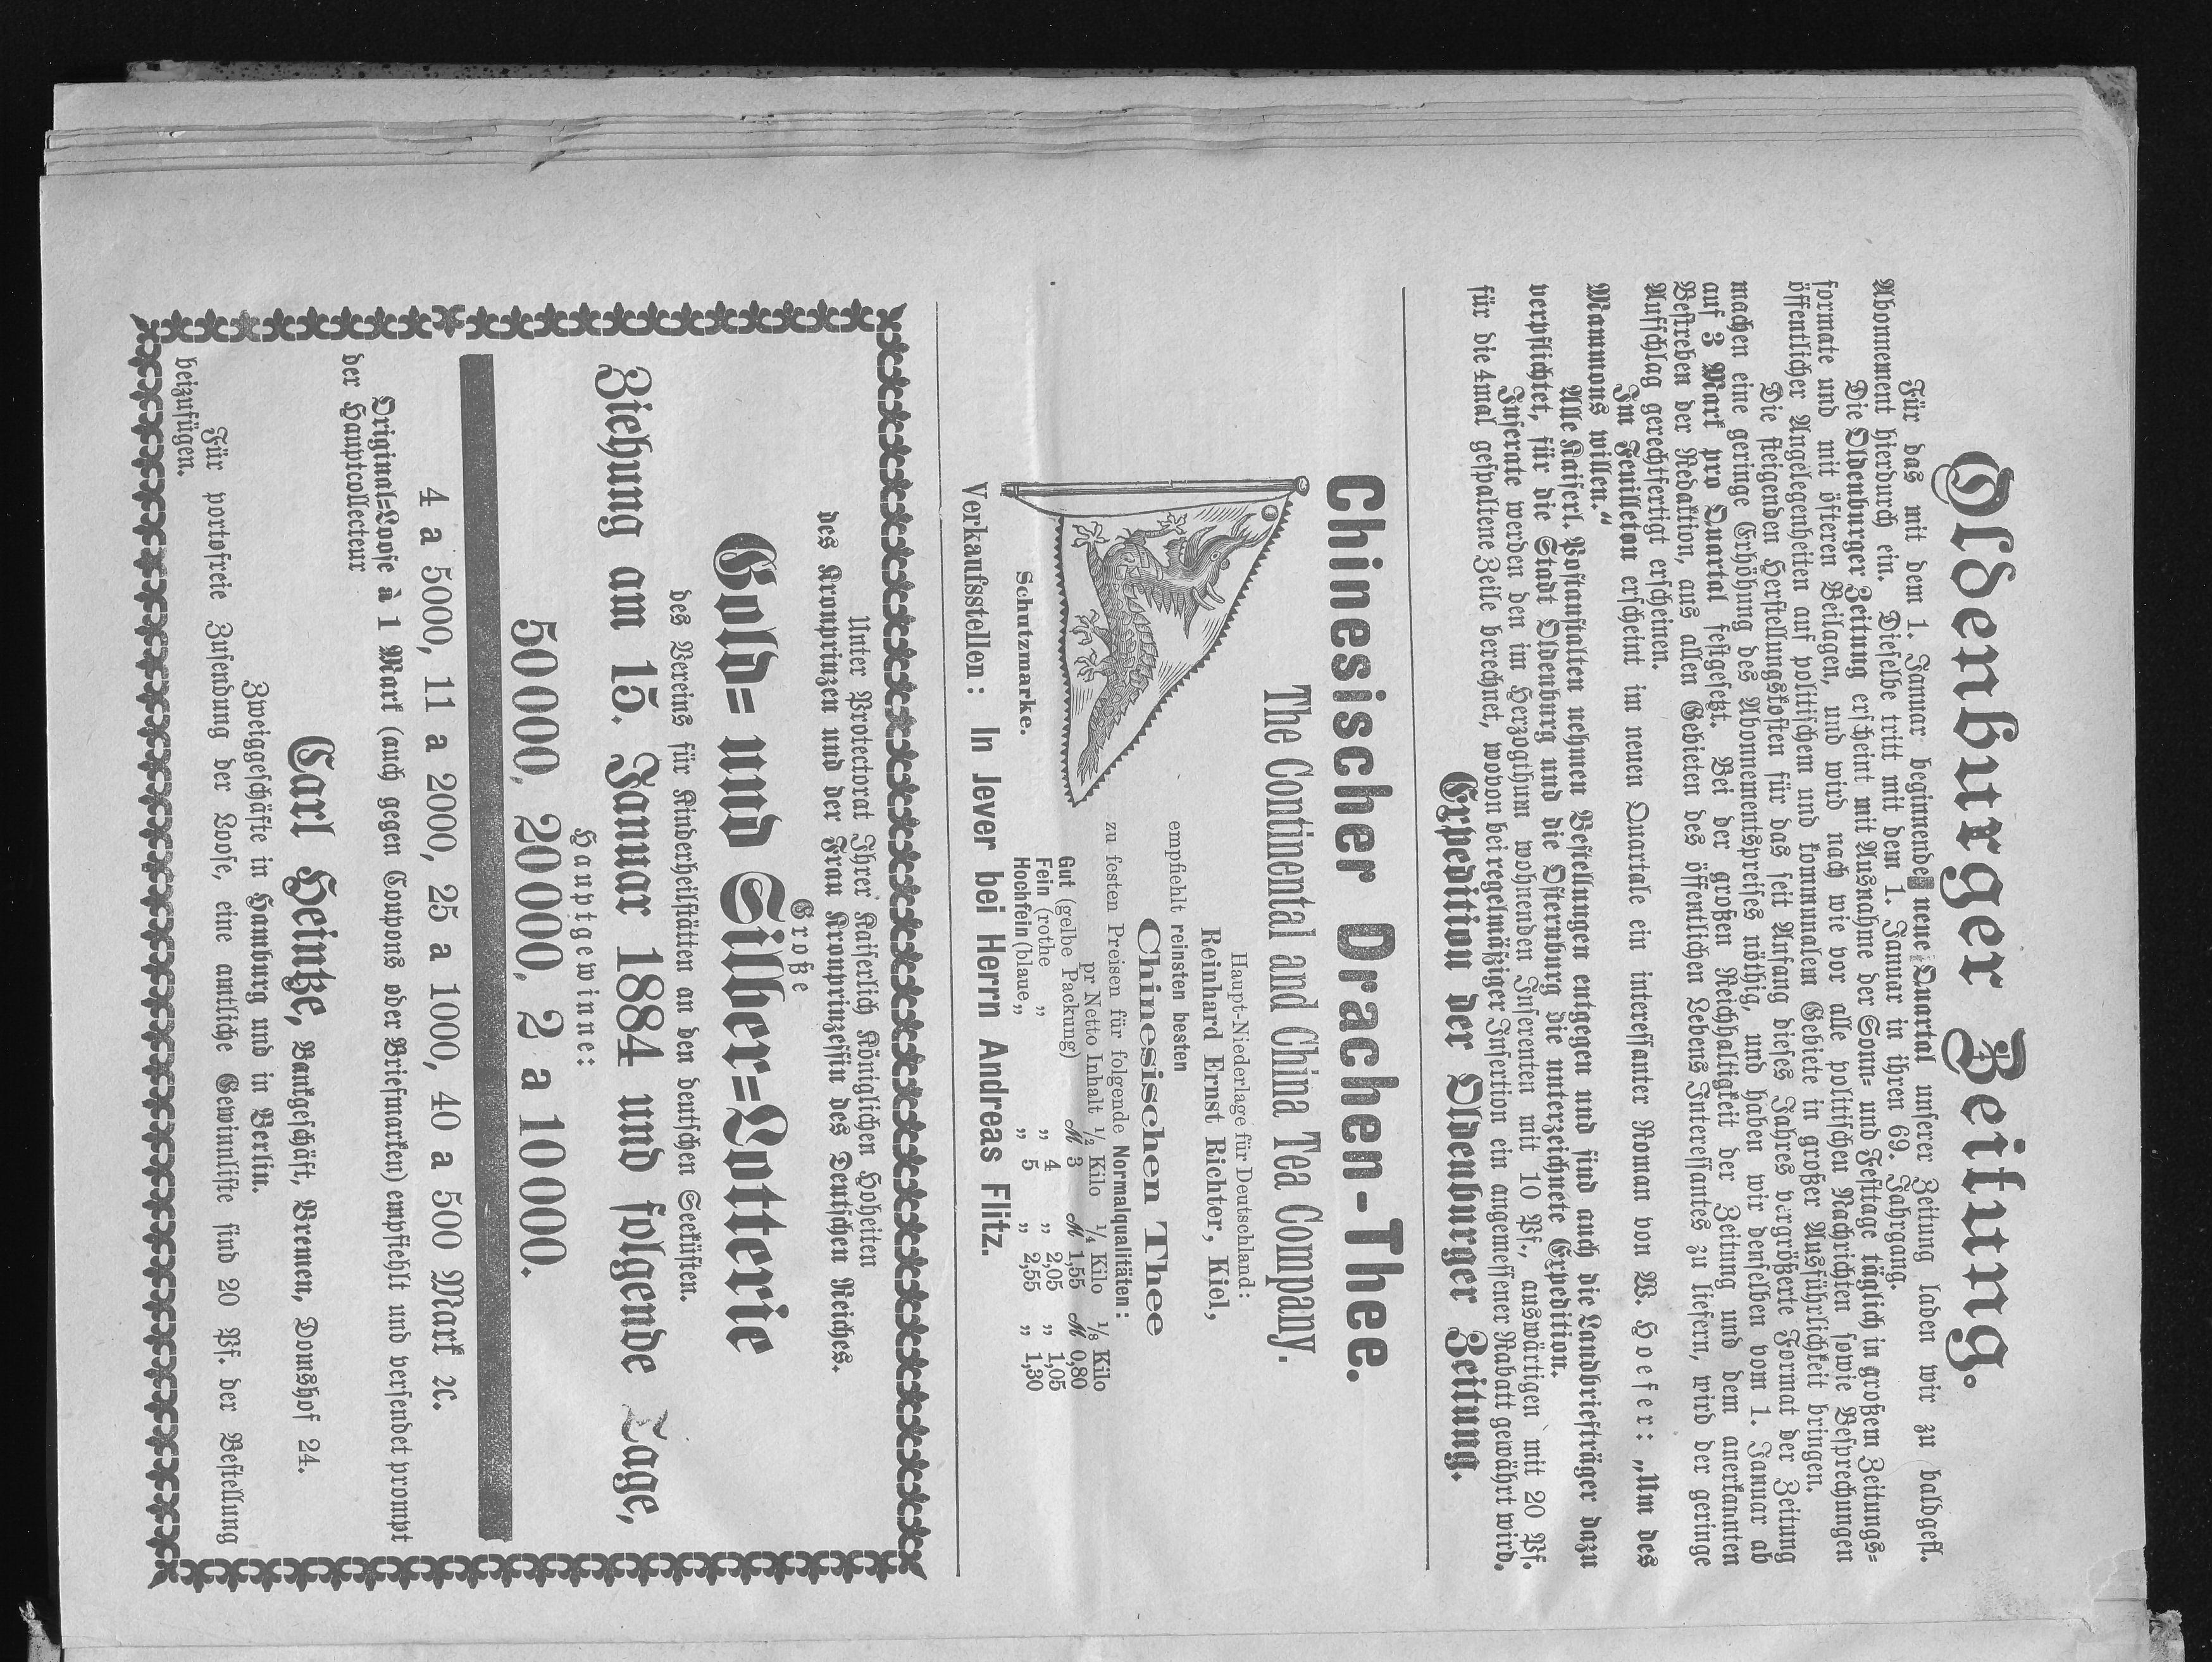 Oldenburger Zeitung.
Für das mit dem 1. Januar beginnende neue Quartal unserer Zeitung laden wir zu baldgefl.
Abonnement hierdurch ein. Dieselbe tritt mit dem 1. Januar in ihren 69. Jahrgang.
Die Oldenburger Zeitung erscheint mit Ausnahme der Sonn- und Festtage täglich in großem Zeitungs-
formate und mit öfteren Beilagen, und wird nach wie vor alle politischen Nachrichten sowie Besprechungen
öffentlicher Angelegenheiten auf politischem und kommunalem Gebiete in großer Ausführlichkeit bringen.
Die steigenden Herstellungskosten für das seit Anfang dieses Jahres vergrößerte Format der Zeitung
machen eine geringe Erhöhung des Abonnementspreises nöthig, und haben wir denselben vom 1. Januar ab
auf 3 Mark pro Quartal festgesetzt. Bei der großen Reichhaltigkeit der Zeitung und dem anerkannten
Bestreben der Redaktion, aus allen Gebieten des öffentlichen Lebens Interessantes zu liefern, wird der geringe
Aufschlag gerechtfertigt erscheinen.
Im Feuilleton erscheint im neuen Quartale ein interessanter Roman von W. Hoefer: „Um des
Mammons willen.“
Alle Kaiserl. Postanstalten nehmen Bestellungen entgegen und sind auch die Landbriefträger dazu
verpflichtet, für die Stadt Oldenburg und die Osternburg die unterzeichnete Expedition.
Inserate werden den im Herzogthum wohnenden Inserenten mit 10 Pf., auswärtigen mit 20 Pf.
für die 4mal gespaltene Zeile berechnet, wovon bei regelmäßiger Insertion ein angemessener Rabatt gewährt wird.
Expedition der Oldenburger Zeitung.
Chinesischer Drachen-Thee.
The Continental and China Tea Company.
Haupt-Niederlage für Deutschland:
Reinhard Ernst Richter, Kiel,
empfiehlt reinsten besten
Chinesischen Thee
zu festen Preisen für folgende Normalqualitäten:
pr Netto Inhalt ½ Kilo ¼ Kilo ⅛ Kilo
Gut (gelbe Packung) M 3 M 1,55 M 0,80
Fein (rothe „ „ 4 „ 2,05 „ 1,05
Hochfein (blaue „ „ 5 „ 2,55 „ 1,30
Schutzmarke.
Verkaufsstellen: In Jever bei Herrn Andreas Flitz.
Unter Protectorat Ihrer Kaiserlich Königlichen Hoheiten
des Kronprinzen und der Frau Kronprinzessin des Deutschen Reiches.
Große
Gold- und Silber-Lotterie
des Vereins für Kinderheilstätten an den deutschen Seeküsten.
Ziehung am 15. Januar 1884 und folgende Tage,
Hauptgewinne:
50000, 20000, 2 a 10000.
4 a 5000, 11 a 2000, 25 a 1000, 40 a 500 Mark ꝛc.
Original-Loose à 1 Mark (auch gegen Coupons oder Briefmarken) empfiehlt und versendet prompt
der Hauptcollecteur
Carl Heintze, Bankgeschäft, Bremen, Domshof 24.
Zweiggeschäfte in Hamburg und in Berlin.
Für portofreie Zusendung der Loose, eine amtliche Gewinnliste sind 20 Pf. der Bestellung
beizufügen.